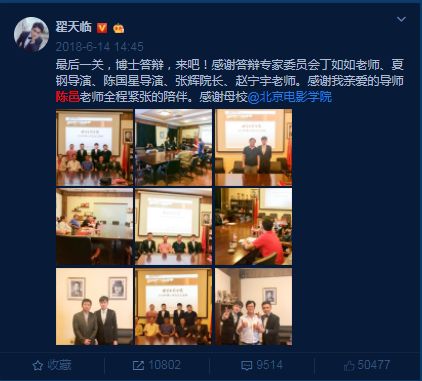 翟天临
2018-6-14 14:45
最后一关，博士答辩，来吧！感谢答辩专家委员会丁如如老师、夏
钢导演、陈国星导演、张辉院长、赵宁宇老师。感谢我亲爱的导师
陈邑老师全程紧张的陪伴。感谢母校@北京电影学院
收藏
10802
9514
50477